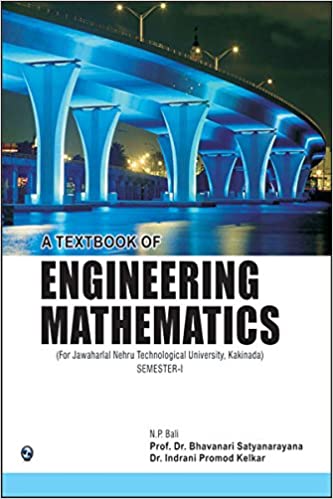 A TEXTBOOK OF
ENGINEERING
MATHEMATICS
(For Jawaharlal Nehru Technological University, Kakinada)
SEMESTER-I
N.P. Bali
Prof. Dr. Bhavanari Satyanarayana
Dr. Indrani Promod Kelkar